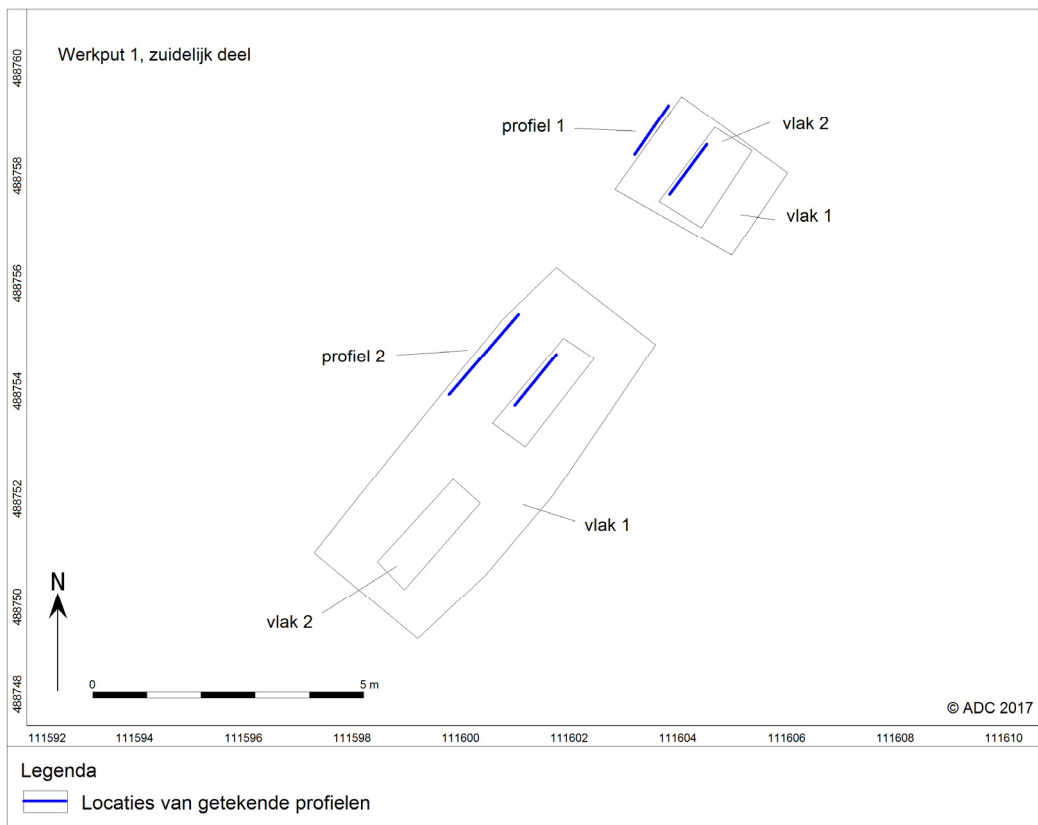 Werkput 1, zuidelijk deel
488760
488758
488756
488754
488752
488750
488748
profiel 1
vlak 2
vlak 1
profiel 2
vlak 1
vlak 2
N
0
5 m
© ADC 2017
111592 111594 111596 111598 111600 111602 111604 111606 111608 111610
Legenda
Locaties van getekende profielen